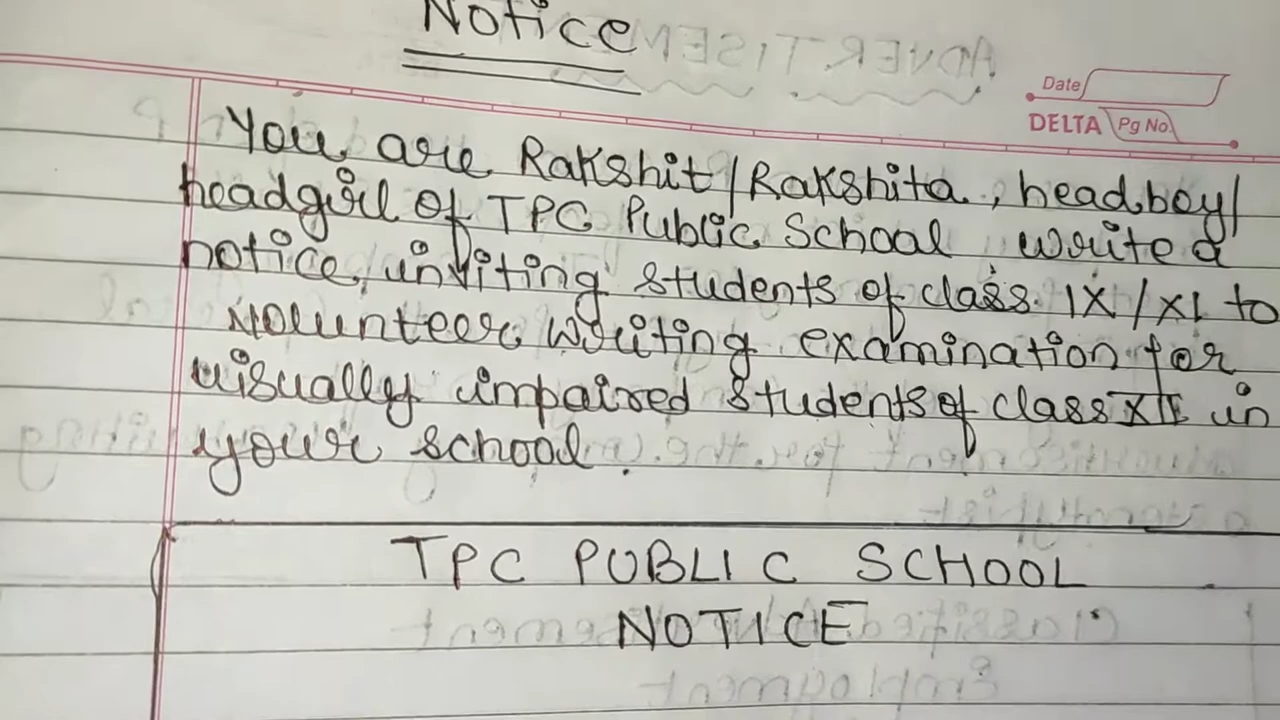 Notice
Date
DELTA Pg No.
You are Rakshit/Rakshita, headboy/
headgirl of TPC Public School write a
notice, inviting students of class IX/XI to
volunteer writing examination for
visually impaired students of class XII in
your school.
TPC PUBLIC SCHOOL
NOTICE